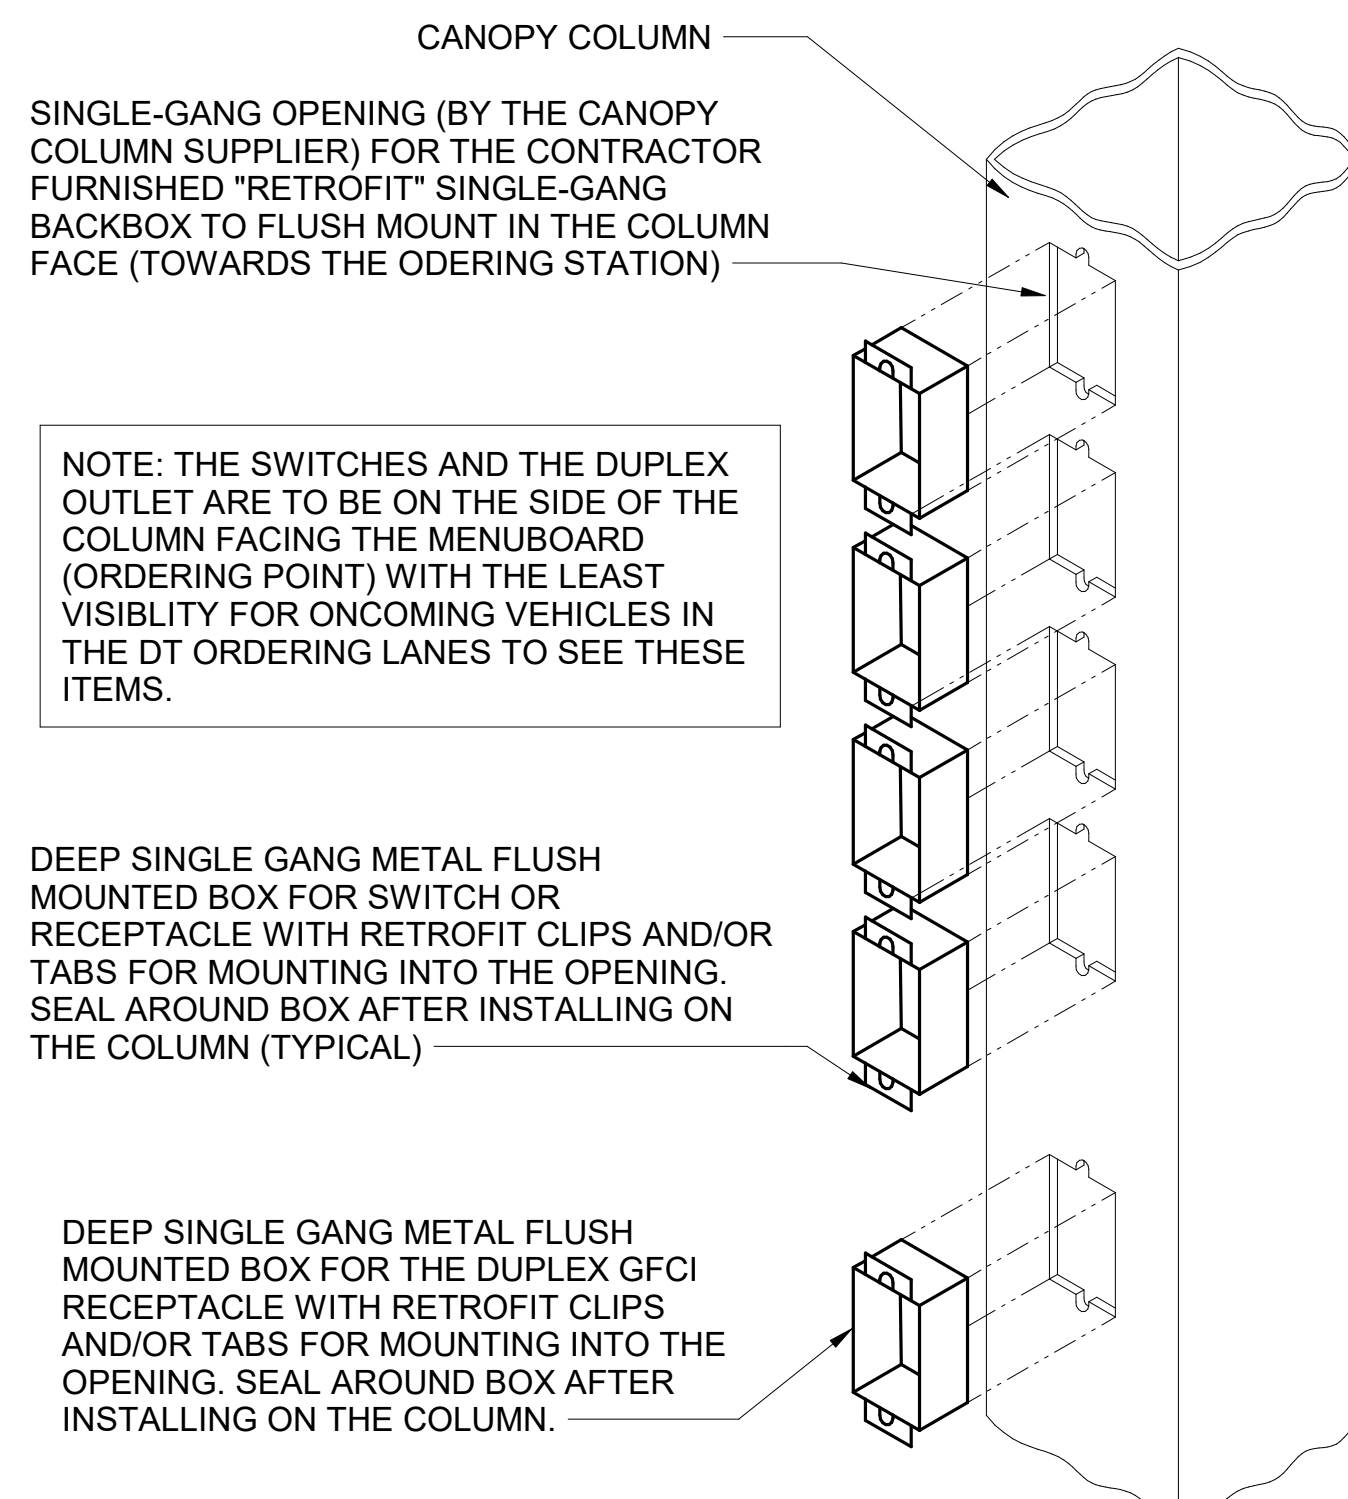 CANOPY COLUMN
SINGLE-GANG OPENING (BY THE CANOPY
COLUMN SUPPLIER) FOR THE CONTRACTOR
FURNISHED "RETROFIT" SINGLE-GANG
BACKBOX TO FLUSH MOUNT IN THE COLUMN
FACE (TOWARDS THE ODERING STATION)
NOTE: THE SWITCHES AND THE DUPLEX
OUTLET ARE TO BE ON THE SIDE OF THE
COLUMN FACING THE MENUBOARD
(ORDERING POINT) WITH THE LEAST
VISIBLITY FOR ONCOMING VEHICLES IN
THE DT ORDERING LANES TO SEE THESE
ITEMS.
DEEP SINGLE GANG METAL FLUSH
MOUNTED BOX FOR SWITCH OR
RECEPTACLE WITH RETROFIT CLIPS AND/OR
TABS FOR MOUNTING INTO THE OPENING.
SEAL AROUND BOX AFTER INSTALLING ON
THE COLUMN (TYPICAL)
DEEP SINGLE GANG METAL FLUSH
MOUNTED BOX FOR THE DUPLEX GFCI
RECEPTACLE WITH RETROFIT CLIPS
AND/OR TABS FOR MOUNTING INTO THE
OPENING. SEAL AROUND BOX AFTER
INSTALLING ON THE COLUMN.